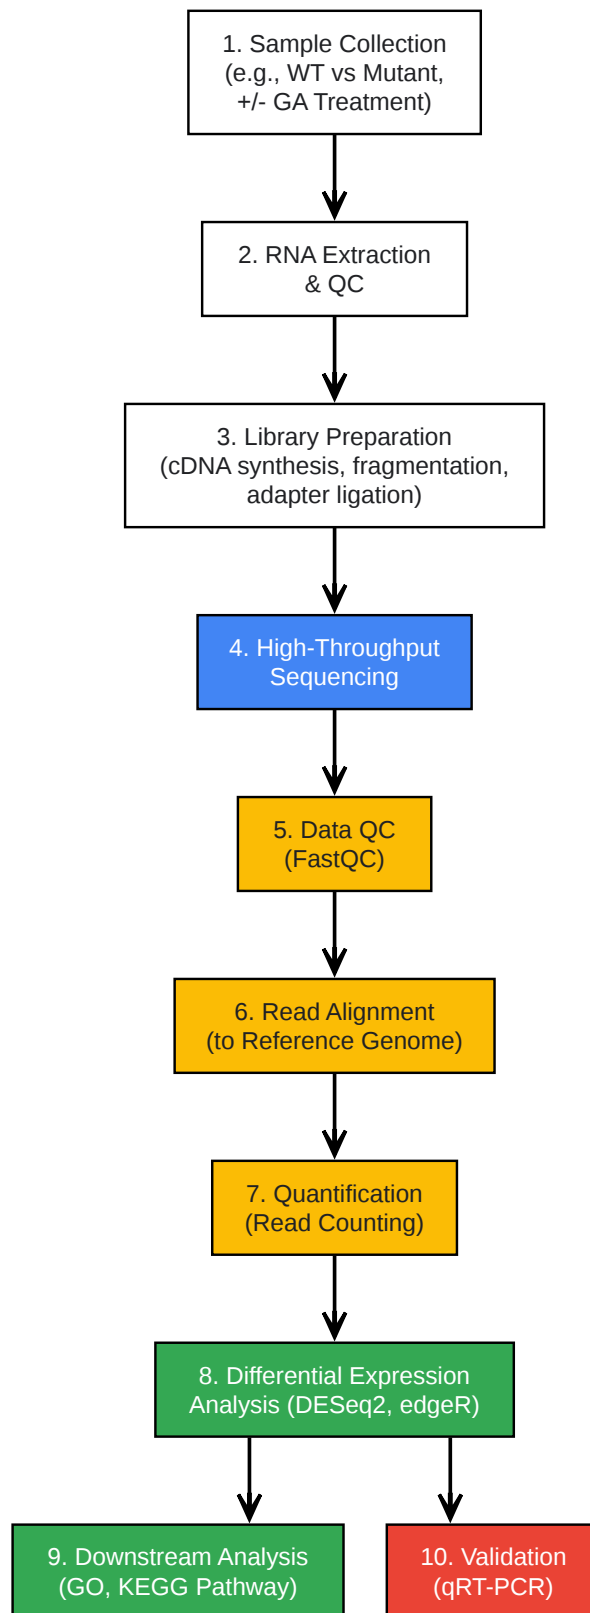 1. Sample Collection
(e.g., WT vs Mutant,
+/- GA Treatment)
2. RNA Extraction
& QC
3. Library Preparation
(cDNA synthesis, fragmentation,
adapter ligation)
4. High-Throughput
Sequencing
5. Data QC
(FastQC)
6. Read Alignment
(to Reference Genome)
7. Quantification
(Read Counting)
8. Differential Expression
Analysis (DESeq2, edgeR)
9. Downstream Analysis
(GO, KEGG Pathway)
10. Validation
(qRT-PCR)